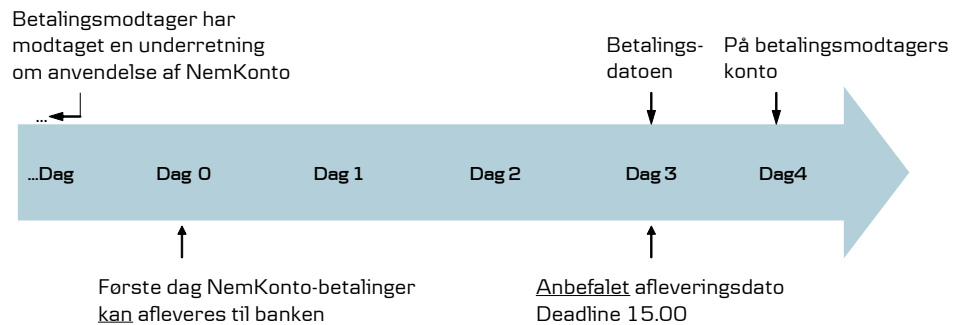 Betalingsmodtager har
modtaget en underretning
om anvendelse af NemKonto
Betalings-
datoen
På betalingsmodtagers
konto
...
...Dag Dag 0 Dag 1 Dag 2 Dag 3 Dag4
Første dag NemKonto-betalinger
kan afleveres til banken
Anbefalet afleveringsdato
Deadline 15.00